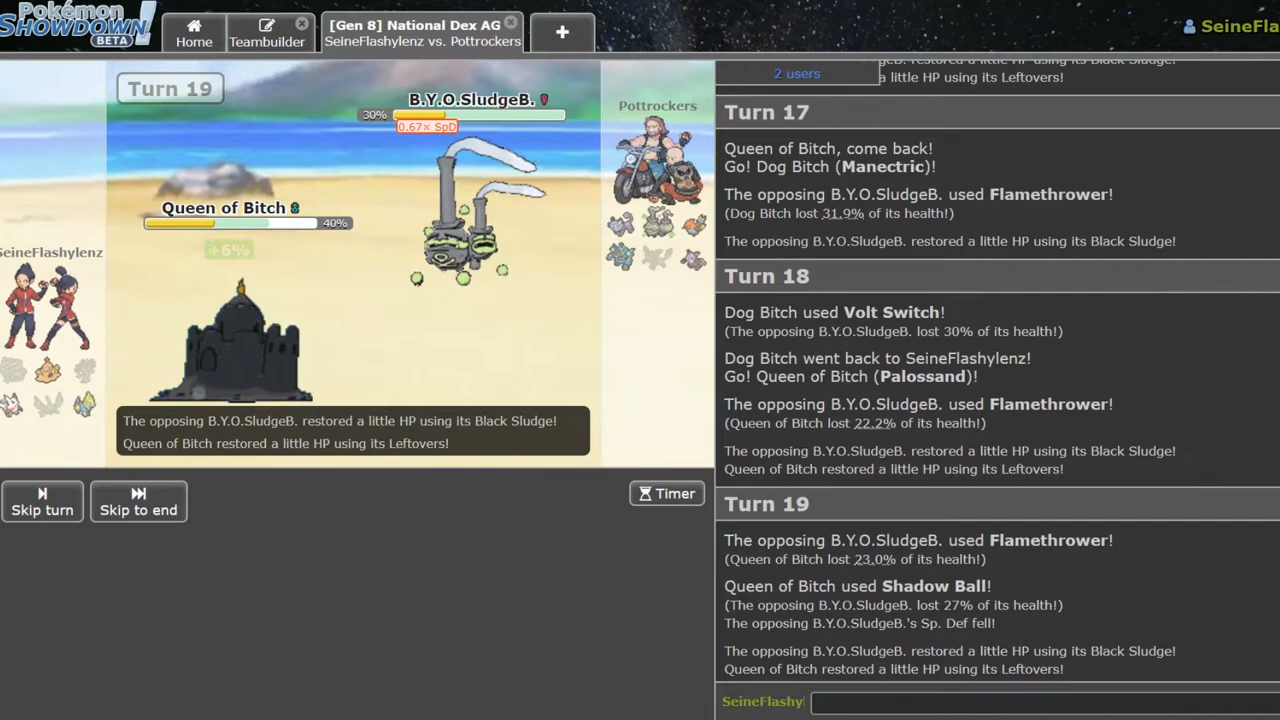 Pokémon
SHOWDOWN!
BETA
Home
Teambuilder
[Gen 8] National Dex AG
SeineFlashylenz vs. Pottrockers
+
SeineFla
Turn 19
B.Y.O.SludgeB.
30%
0.67× SpD
Queen of Bitch
40%
+6%
SeineFlashylenz
Pottrockers
The opposing B.Y.O.SludgeB. restored a little HP using its Black Sludge!
Queen of Bitch restored a little HP using its Leftovers!
Skip turn
Skip to end
Timer
2 users
a little HP using its Leftovers!
Turn 17
Queen of Bitch, come back!
Go! Dog Bitch (Manectric)!
The opposing B.Y.O.SludgeB. used Flamethrower!
(Dog Bitch lost 31.9% of its health!)
The opposing B.Y.O.SludgeB. restored a little HP using its Black Sludge!
Turn 18
Dog Bitch used Volt Switch!
(The opposing B.Y.O.SludgeB. lost 30% of its health!)
Dog Bitch went back to SeineFlashylenz!
Go! Queen of Bitch (Palossand)!
The opposing B.Y.O.SludgeB. used Flamethrower!
(Queen of Bitch lost 22.2% of its health!)
The opposing B.Y.O.SludgeB. restored a little HP using its Black Sludge!
Queen of Bitch restored a little HP using its Leftovers!
Turn 19
The opposing B.Y.O.SludgeB. used Flamethrower!
(Queen of Bitch lost 23.0% of its health!)
Queen of Bitch used Shadow Ball!
(The opposing B.Y.O.SludgeB. lost 27% of its health!)
The opposing B.Y.O.SludgeB.'s Sp. Def fell!
The opposing B.Y.O.SludgeB. restored a little HP using its Black Sludge!
Queen of Bitch restored a little HP using its Leftovers!
SeineFlashy